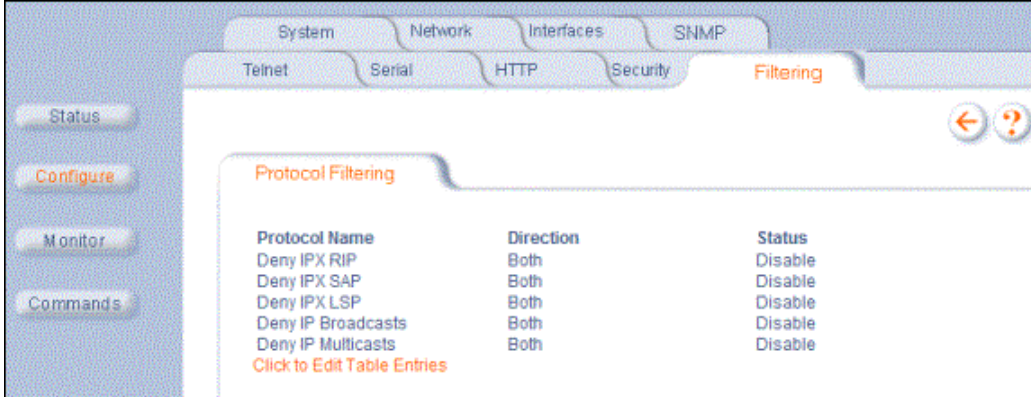 System Network Interfaces SNMP
Telnet Serial HTTP Security Filtering
Status
Configure
Monitor
Commands
?
Protocol Filtering
Protocol Name Direction Status
Deny IPX RIP Both Disable
Deny IPX SAP Both Disable
Deny IPX LSP Both Disable
Deny IP Broadcasts Both Disable
Deny IP Multicasts Both Disable
Click to Edit Table Entries